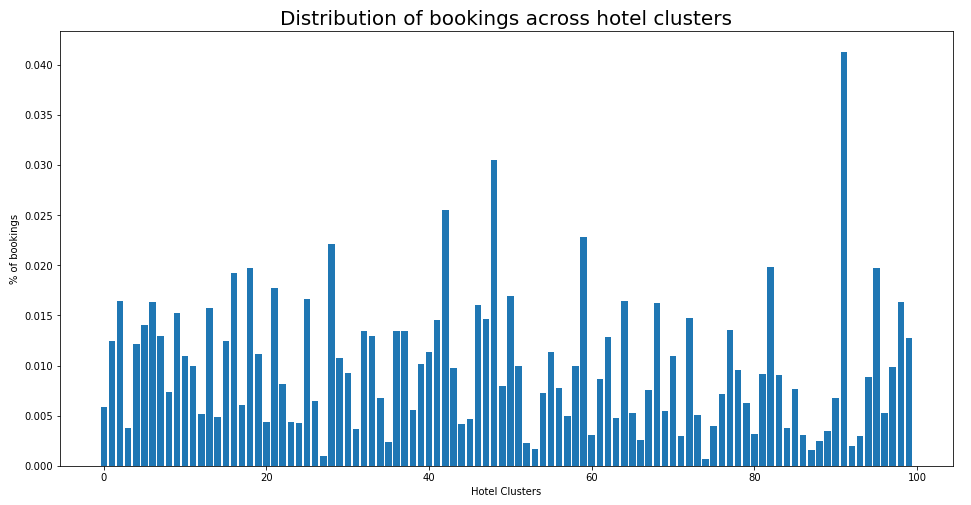 Distribution of bookings across hotel clusters
% of bookings
0.040
0.035
0.030
0.025
0.020
0.015
0.010
0.005
0.000
0 20 40 60 80 100
Hotel Clusters